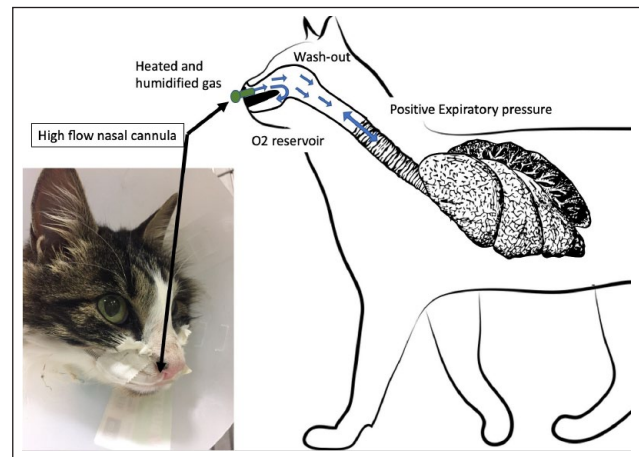 Wash-out
Heated and
humidified gas
Positive Expiratory pressure
High flow nasal cannula
O2 reservoir